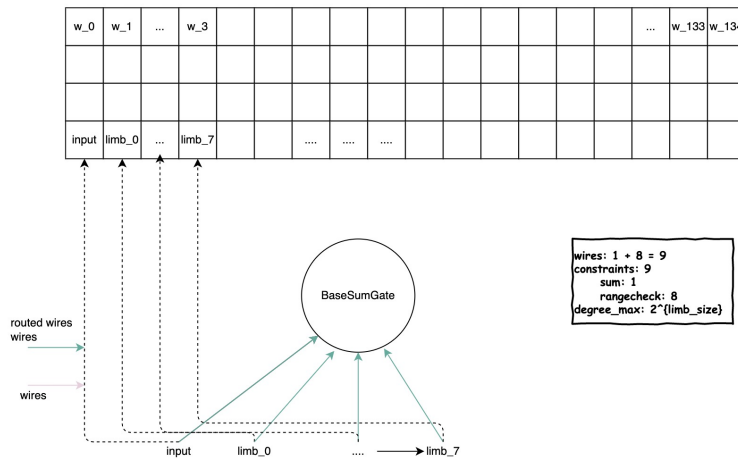 w_0 w_1 ... w_3 ... w_133 w_134
input limb_0 ... limb_7 .... .... ....
BaseSumGate
wires: 1 + 8 = 9
constraints: 9
sum: 1
rangecheck: 8
degree_max: 2^{limb_size}
routed wires
wires
wires
input limb_0 .... limb_7